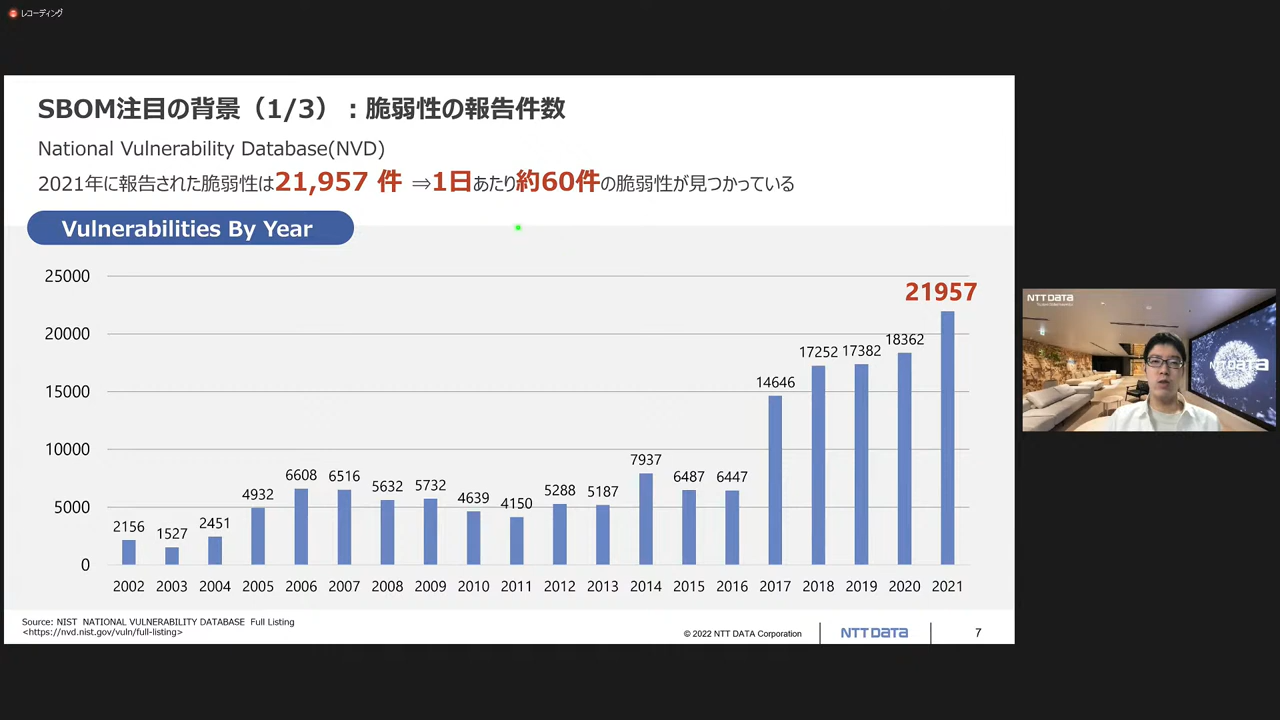 レコーディング
SBOM注目の背景（1/3）：脆弱性の報告件数
National Vulnerability Database(NVD)
2021年に報告された脆弱性は21,957 件 ⇒1日あたり約60件の脆弱性が見つかっている
Vulnerabilities By Year
25000
20000
15000
10000
5000
0
2156
1527
2451
4932
6608
6516
5632
5732
4639
4150
5288
5187
7937
6487
6447
14646
17252
17382
18362
21957
2002 2003 2004 2005 2006 2007 2008 2009 2010 2011 2012 2013 2014 2015 2016 2017 2018 2019 2020 2021
Source: NIST NATIONAL VULNERABILITY DATABASE Full Listing
<https://nvd.nist.gov/vuln/full-listing>
© 2022 NTT DATA Corporation
NTT DATA
7
NTT DATA
NTT DATA